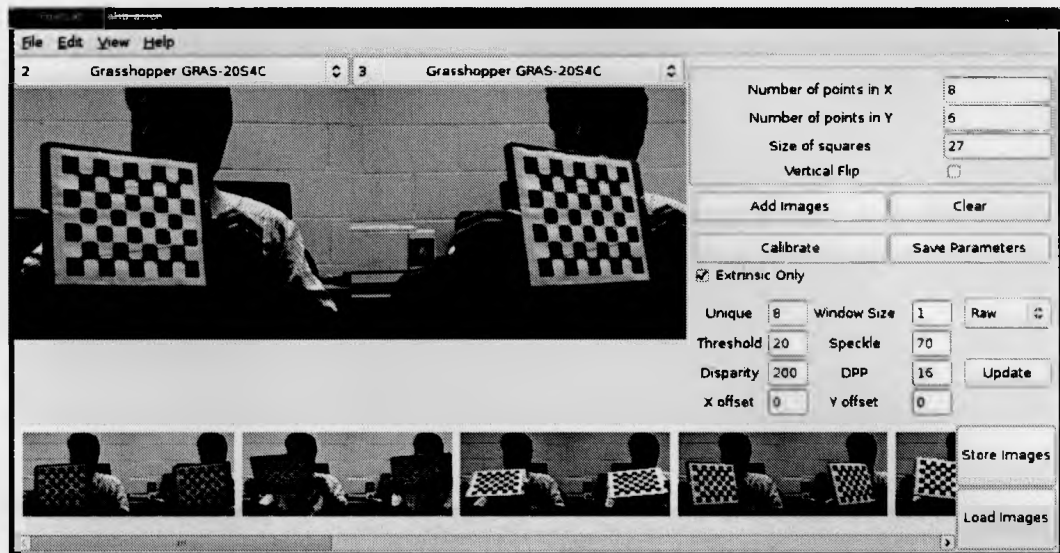 File Edit View Help
2 Grasshopper GRAS-20S4C 3 Grasshopper GRAS-20S4C
Number of points in X 8
Number of points in Y 6
Size of squares 27
Vertical Flip
Add Images Clear
Calibrate Save Parameters
Extrinsic Only
Unique 8 Window Size 1 Raw
Threshold 20 Speckle 70
Disparity 200 DPP 16 Update
X offset 0 Y offset 0
Store Images
Load Images